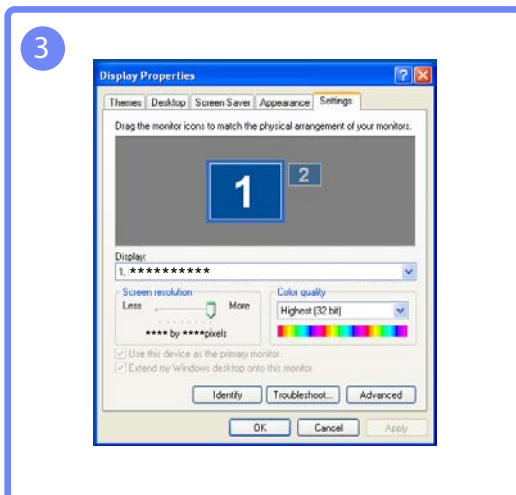 3
Display Properties
Themes Desktop Screen Saver Appearance Settings
Drag the monitor icons to match the physical arrangement of your monitors.
1 2
Display:
1. **********
Screen resolution
Less More
**** by ****pixels
Color quality
Highest (32 bit)
Use this device as the primary monitor.
Extend my Windows desktop onto this monitor.
Identify Troubleshoot... Advanced
OK Cancel Apply